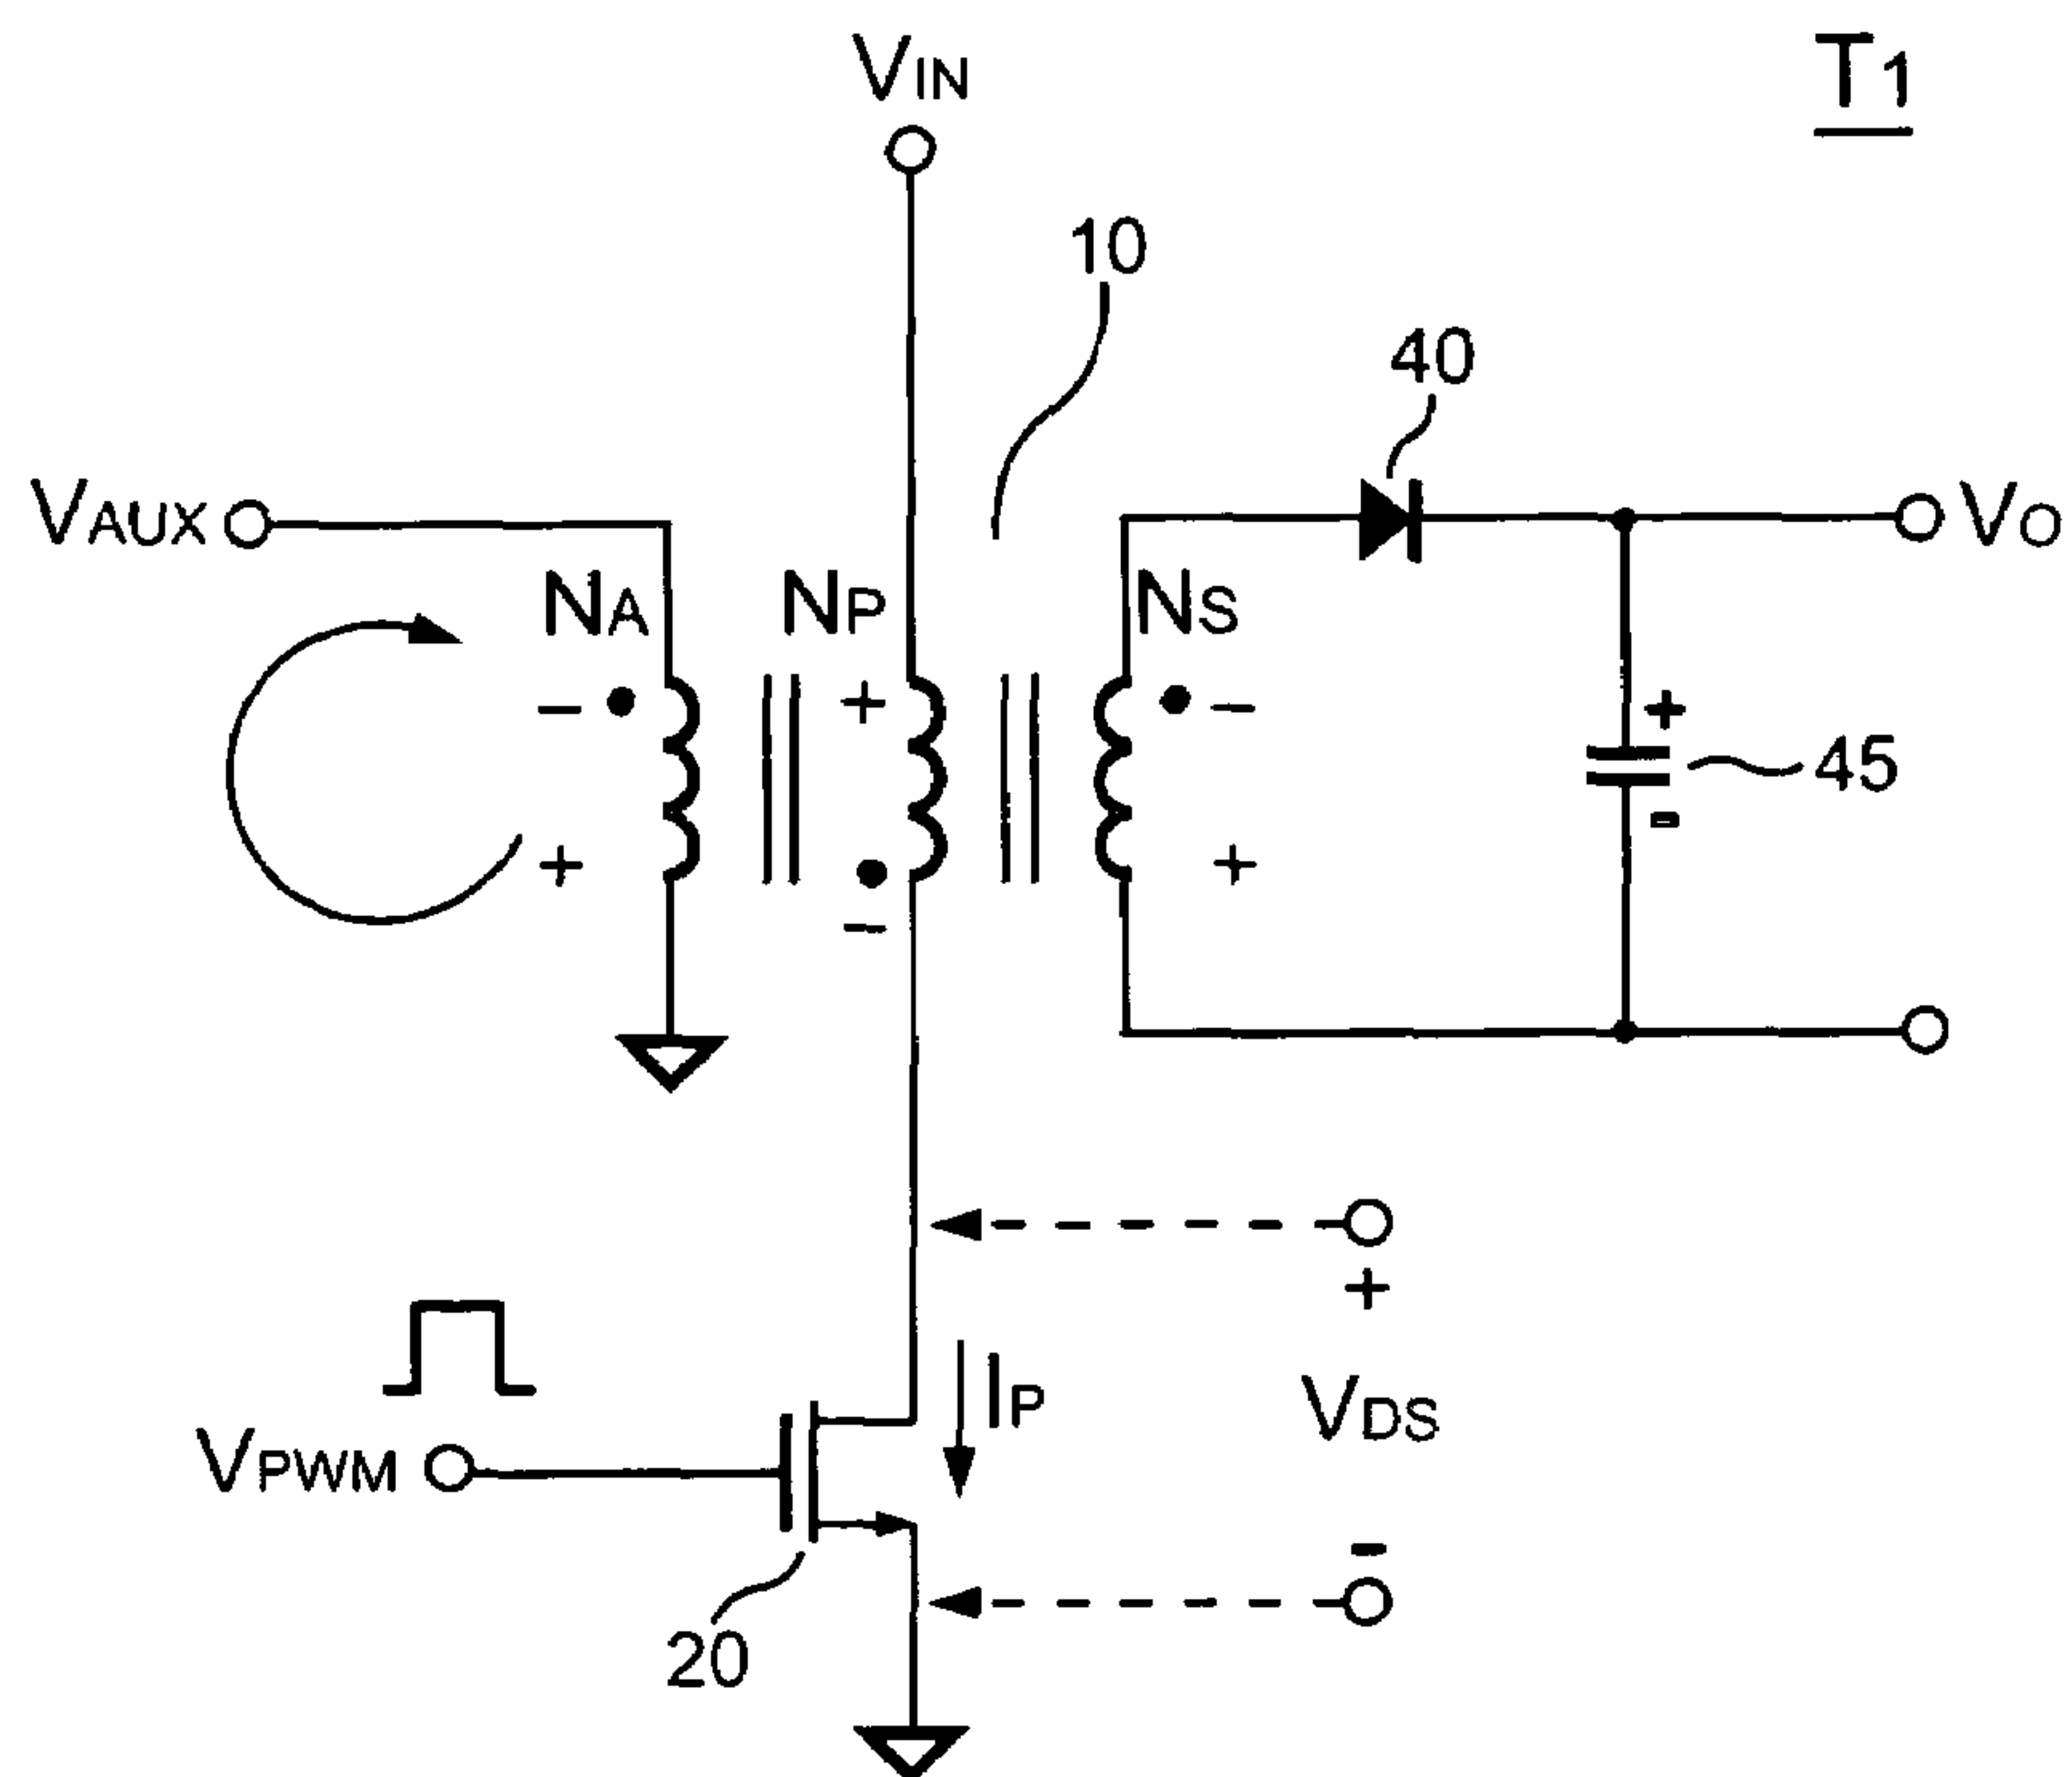 VIN
T1
10
40
VAUX
VO
NA
NP
NS
− + −
+
45
-
+ +
−
+
IP
VDS
VPWM
-
20